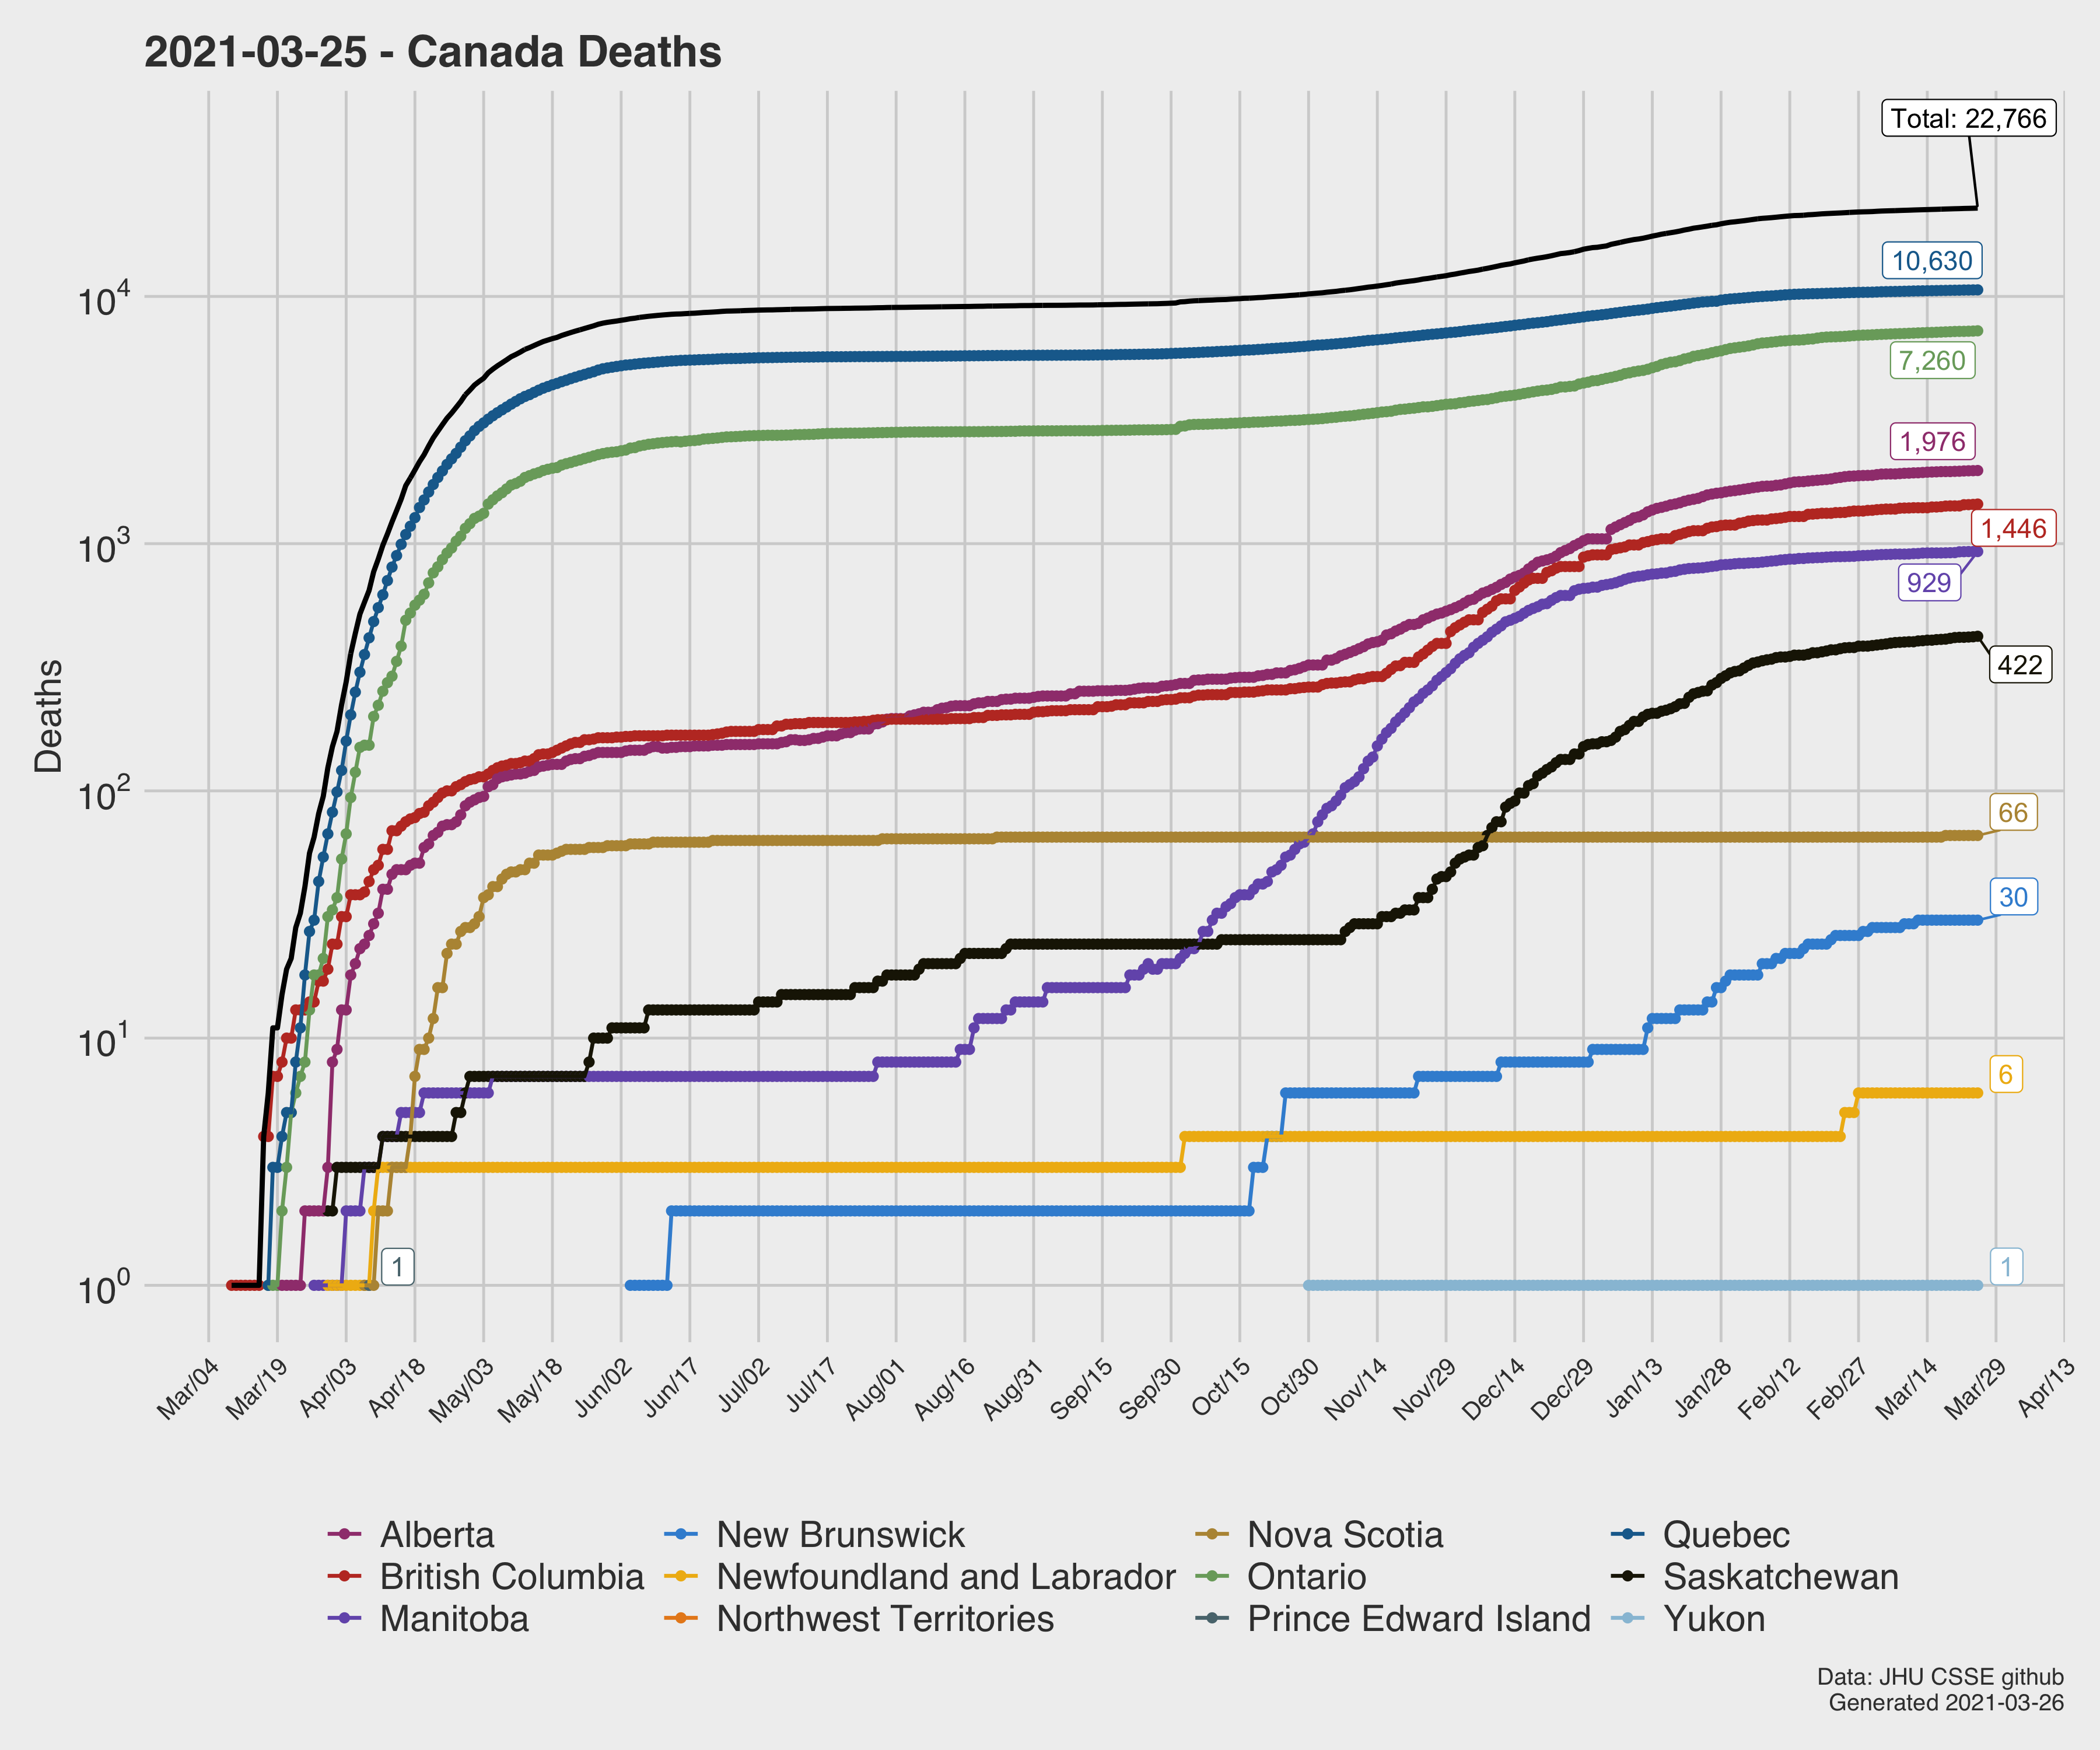 2021-03-25 - Canada Deaths
Total: 22,766
10,630
7,260
1,976
1,446
929
422
66
30
6
1
1
Deaths
10⁴
10³
10²
10¹
10⁰
Mar/04
Mar/19
Apr/03
Apr/18
May/03
May/18
Jun/02
Jun/17
Jul/02
Jul/17
Aug/01
Aug/16
Aug/31
Sep/15
Sep/30
Oct/15
Oct/30
Nov/14
Nov/29
Dec/14
Dec/29
Jan/13
Jan/28
Feb/12
Feb/27
Mar/14
Mar/29
Apr/13
Alberta New Brunswick Nova Scotia Quebec
British Columbia Newfoundland and Labrador Ontario Saskatchewan
Manitoba Northwest Territories Prince Edward Island Yukon
Data: JHU CSSE github
Generated 2021-03-26